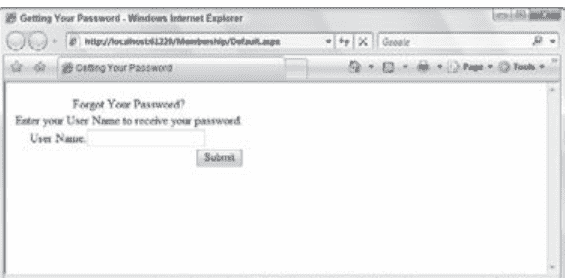 Getting Your Password - Windows Internet Explorer
http://localhost:61229/Membership/Default.aspx
Google
Getting Your Password
Page
Tools
Forgot Your Password?
Enter your User Name to receive your password.
User Name:
Submit